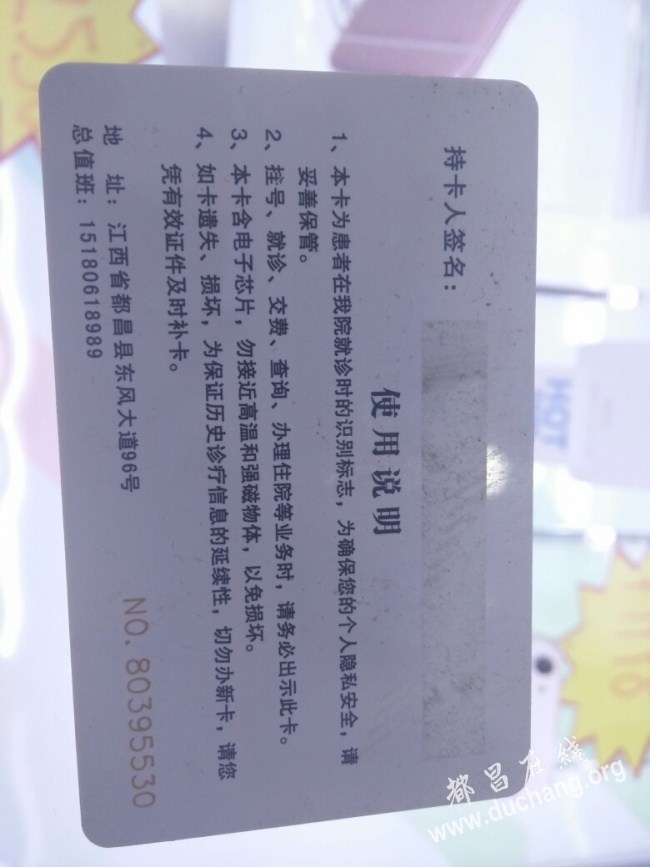 持卡人签名：
使用说明
1、本卡为患者在我院就诊时的识别标志，为确保您的个人隐私安全，请
妥善保管。
2、挂号、就诊、交费、查询、办理住院等业务时，请务必出示此卡。
3、本卡含电子芯片，勿接近高温和强磁物体，以免损坏。
4、如卡遗失、损坏，为保证历史诊疗信息的延续性，切勿办新卡，请您
凭有效证件及时补卡。
地 址：江西省都昌县东风大道96号
总值班：15180618989
NO.80395530
HOT
都昌在线
www.duchang.org